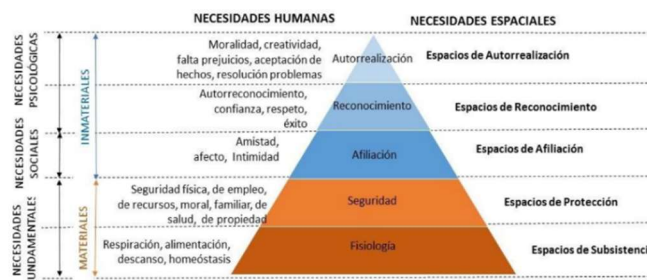 NECESIDADES HUMANAS
NECESIDADES ESPACIALES
NECESIDADES
PSICOLÓGICAS
NECESIDADES
SOCIALES
NECESIDADES
UNDAMENTALES
INMATERIALES
MATERIALES
Moralidad, creatividad,
falta prejuicios, aceptación de
hechos, resolución problemas
Autorrealización
Espacios de Autorrealización
Autorreconocimiento,
confianza, respeto,
éxito
Reconocimiento
Espacios de Reconocimiento
Amistad,
afecto, Intimidad
Afiliación
Espacios de Afiliación
Seguridad física, de empleo,
de recursos, moral, familiar, de
salud, de propiedad
Seguridad
Espacios de Protección
Respiración, alimentación,
descanso, homeóstasis
Fisiología
Espacios de Subsistenci